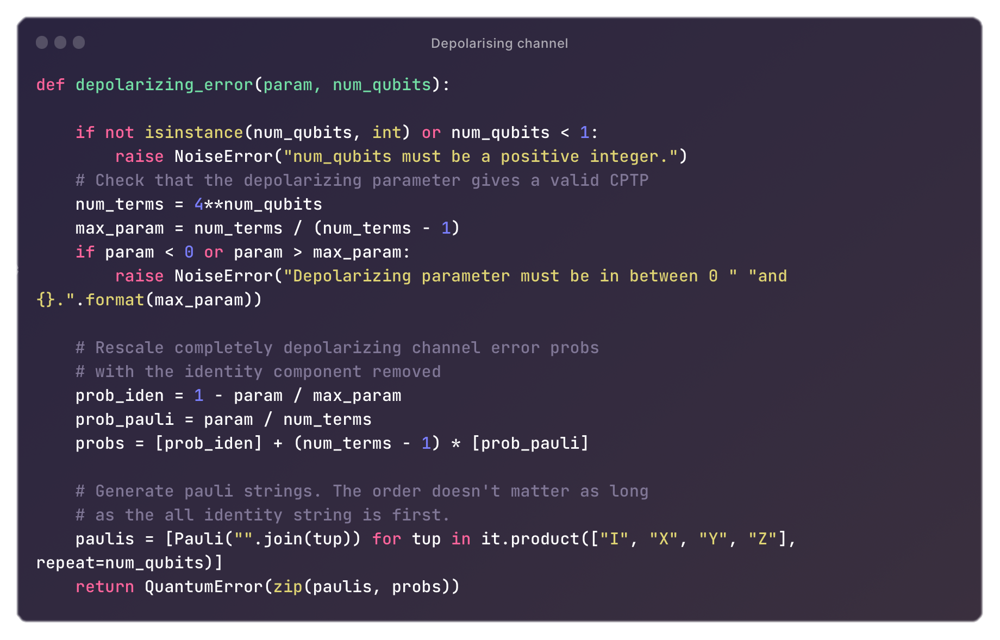 Depolarising channel
def depolarizing_error(param, num_qubits):
    if not isinstance(num_qubits, int) or num_qubits < 1:
        raise NoiseError("num_qubits must be a positive integer.")
    # Check that the depolarizing parameter gives a valid CPTP
    num_terms = 4**num_qubits
    max_param = num_terms / (num_terms - 1)
    if param < 0 or param > max_param:
        raise NoiseError("Depolarizing parameter must be in between 0 " "and
{}.".format(max_param))
    # Rescale completely depolarizing channel error probs
    # with the identity component removed
    prob_iden = 1 - param / max_param
    prob_pauli = param / num_terms
    probs = [prob_iden] + (num_terms - 1) * [prob_pauli]
    # Generate pauli strings. The order doesn't matter as long
    # as the all identity string is first.
    paulis = [Pauli("".join(tup)) for tup in it.product(["I", "X", "Y", "Z"],
repeat=num_qubits)]
    return QuantumError(zip(paulis, probs))